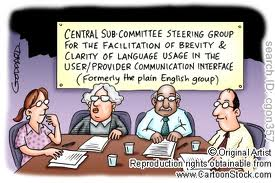 GODDARD
CENTRAL SUB-COMMITTEE STEERING GROUP
FOR THE FACILITATION OF BREVITY &
CLARITY OF LANGUAGE USAGE IN THE
USER/PROVIDER COMMUNICATION INTERFACE
(Formerly the plain English group)
© Original Artist
Reproduction rights obtainable from
www.CartoonStock.com